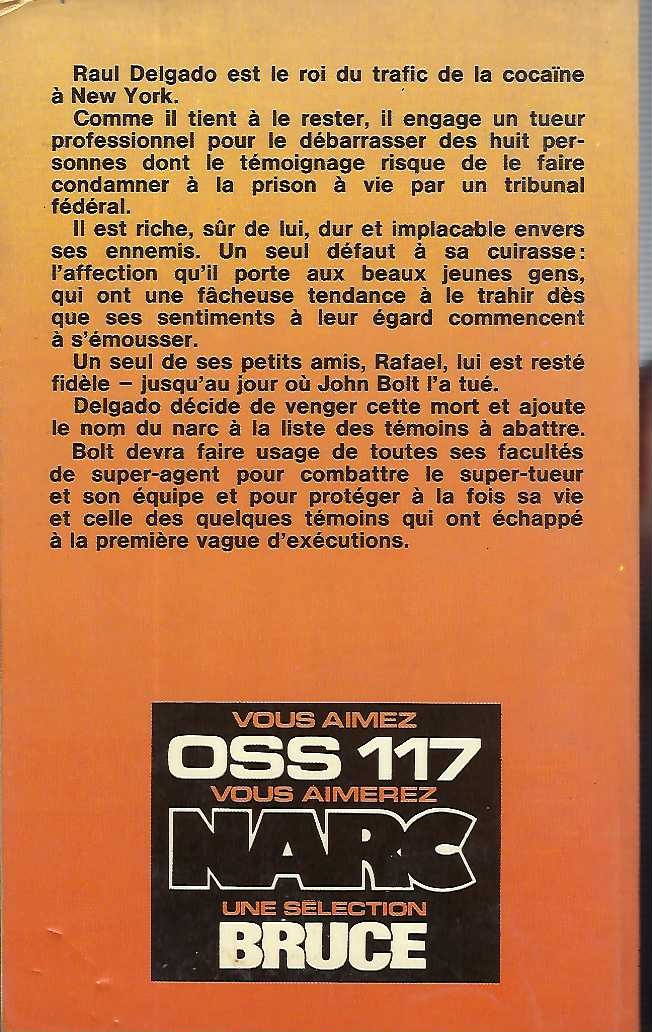 Raul Delgado est le roi du trafic de la cocaïne
à New York.
Comme il tient à le rester, il engage un tueur
professionnel pour le débarrasser des huit per-
sonnes dont le témoignage risque de le faire
condamner à la prison à vie par un tribunal
fédéral.
Il est riche, sûr de lui, dur et implacable envers
ses ennemis. Un seul défaut à sa cuirasse:
l'affection qu'il porte aux beaux jeunes gens,
qui ont une fâcheuse tendance à le trahir dès
que ses sentiments à leur égard commencent
à s'émousser.
Un seul de ses petits amis, Rafael, lui est resté
fidèle – jusqu'au jour où John Bolt l'a tué.
Delgado décide de venger cette mort et ajoute
le nom du narc à la liste des témoins à abattre.
Bolt devra faire usage de toutes ses facultés
de super-agent pour combattre le super-tueur
et son équipe et pour protéger à la fois sa vie
et celle des quelques témoins qui ont échappé
à la première vague d'exécutions.
VOUS AIMEZ
OSS 117
VOUS AIMEREZ
NARC
UNE SÉLECTION
BRUCE